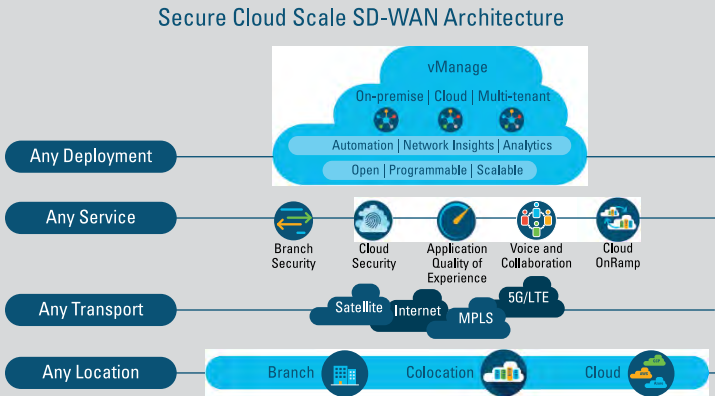 Secure Cloud Scale SD-WAN Architecture
vManage
On-premise | Cloud | Multi-tenant
Automation | Network Insights | Analytics
Open | Programmable | Scalable
Any Deployment
Any Service
Branch
Security
Cloud
Security
Application
Quality of
Experience
Voice and
Collaboration
Cloud
OnRamp
Any Transport
Satellite
Internet
MPLS
5G/LTE
Any Location
Branch
Colocation
Cloud